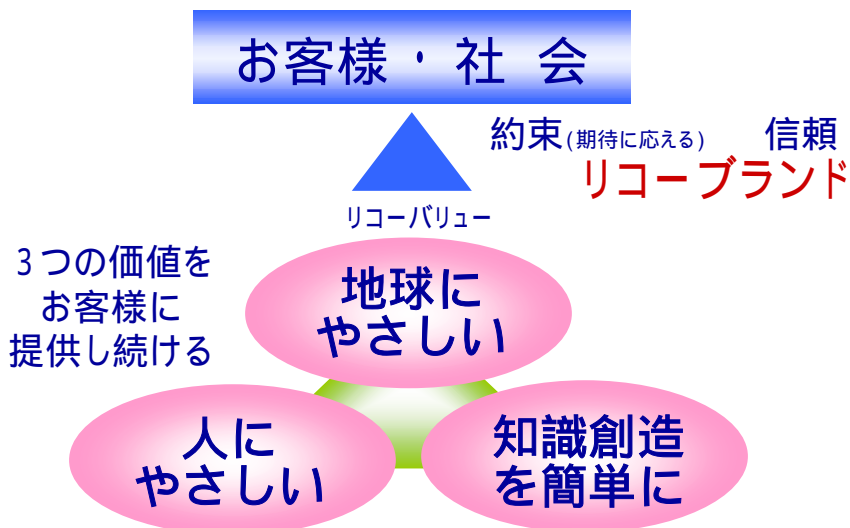 お客様・社 会
約束(期待に応える) 信頼
リコーブランド
リコーバリュー
3つの価値を
お客様に
提供し続ける
地球に
やさしい
人に
やさしい
知識創造
を簡単に